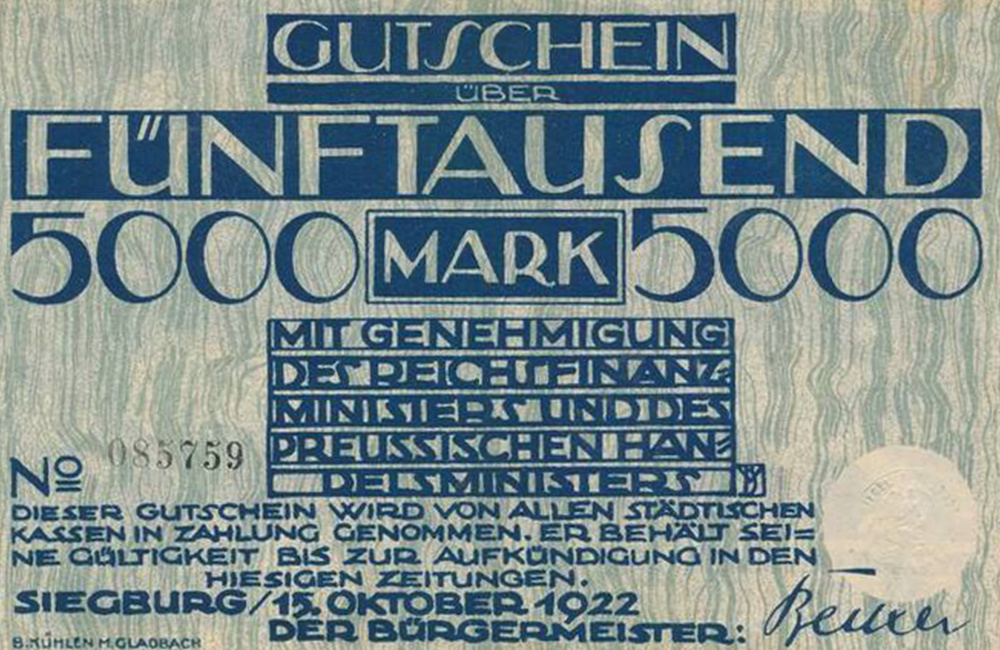 GUTSCHEIN
ÜBER
FÜNFTAUSEND
5000 MARK 5000
MIT GENEHMIGUNG
DES REICHSFINANZ=
MINISTERS UND DES
PREUSSISCHEN HAN=
DELSMINISTERS
No 085759
DIESER GUTSCHEIN WIRD VON ALLEN STÄDTISCHEN
KASSEN IN ZAHLUNG GENOMMEN. ER BEHÄLT SEI=
NE GÜLTIGKEIT BIS ZUR AUFKÜNDIGUNG IN DEN
HIESIGEN ZEITUNGEN.
SIEGBURG/15. OKTOBER 1922
DER BÜRGERMEISTER:
B. KÜHLEN M. GLADBACH